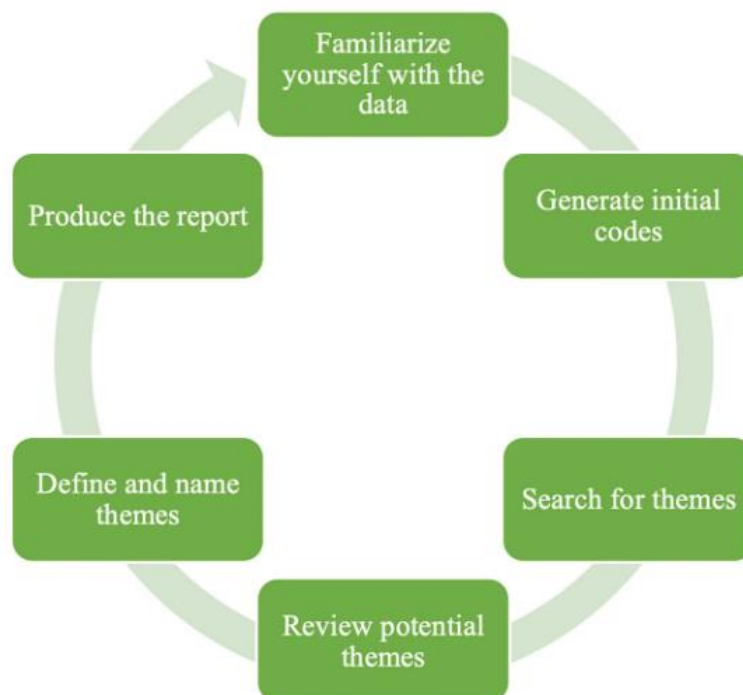 Familiarize
yourself with the
data
Generate initial
codes
Search for themes
Review potential
themes
Define and name
themes
Produce the report